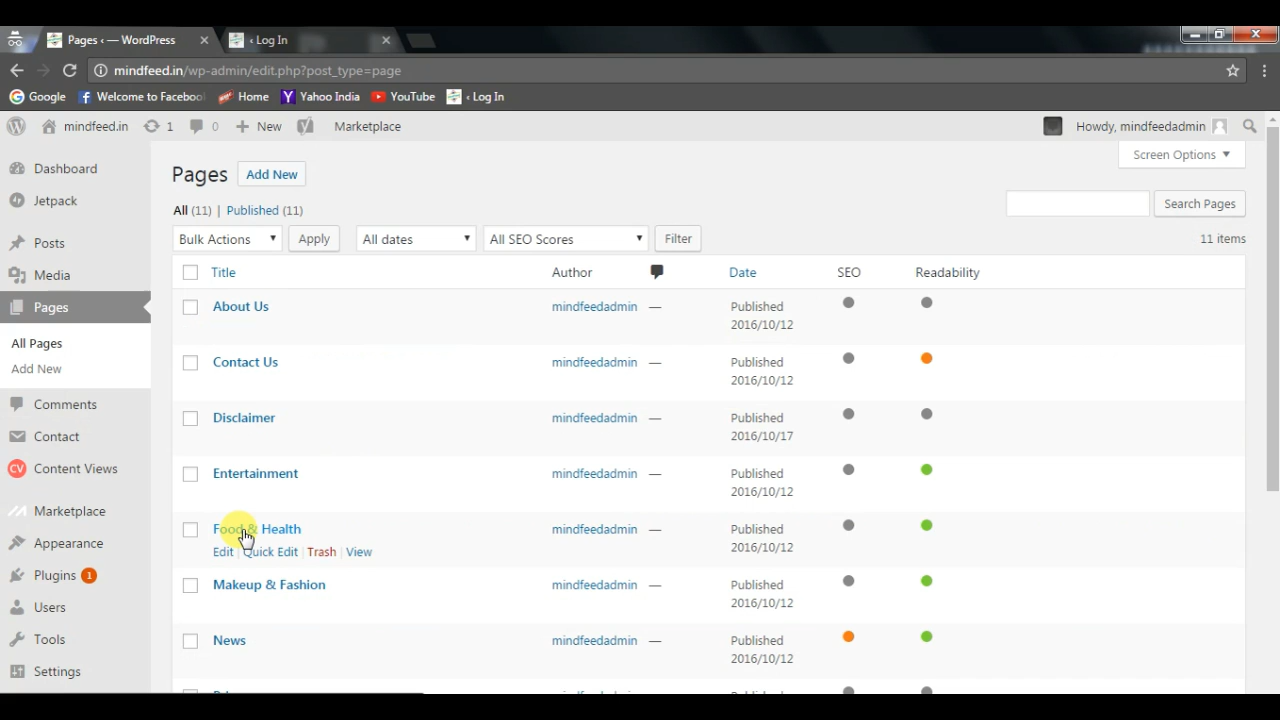 Pages ‹ — WordPress
‹ Log In
mindfeed.in/wp-admin/edit.php?post_type=page
Google
Welcome to Faceboo
Home
Yahoo India
YouTube
‹ Log In
mindfeed.in
1
0
New
Marketplace
Howdy, mindfeedadmin
Dashboard
Jetpack
Posts
Media
Pages
All Pages
Add New
Comments
Contact
CV Content Views
Marketplace
Appearance
Plugins 1
Users
Tools
Settings
Screen Options
Pages Add New
All (11) | Published (11)
Search Pages
Bulk Actions Apply All dates All SEO Scores Filter 11 items
Title Author Date SEO Readability
About Us mindfeedadmin — Published
2016/10/12
Contact Us mindfeedadmin — Published
2016/10/12
Disclaimer mindfeedadmin — Published
2016/10/17
Entertainment mindfeedadmin — Published
2016/10/12
Food & Health mindfeedadmin — Published
Edit | Quick Edit | Trash | View 2016/10/12
Makeup & Fashion mindfeedadmin — Published
2016/10/12
News mindfeedadmin — Published
2016/10/12